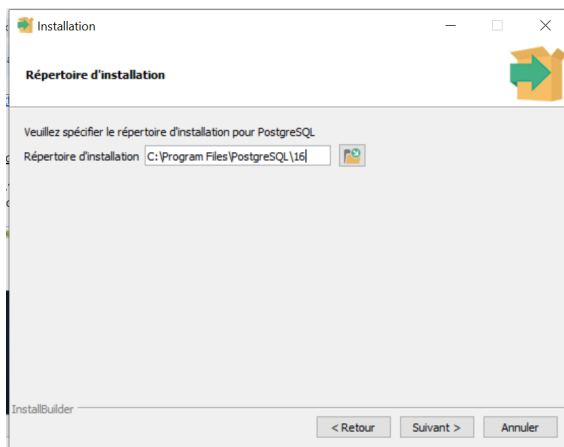 Installation
Répertoire d'installation
Veuillez spécifier le répertoire d'installation pour PostgreSQL
Répertoire d'installation C:\Program Files\PostgreSQL\16
InstallBuilder
< Retour Suivant > Annuler